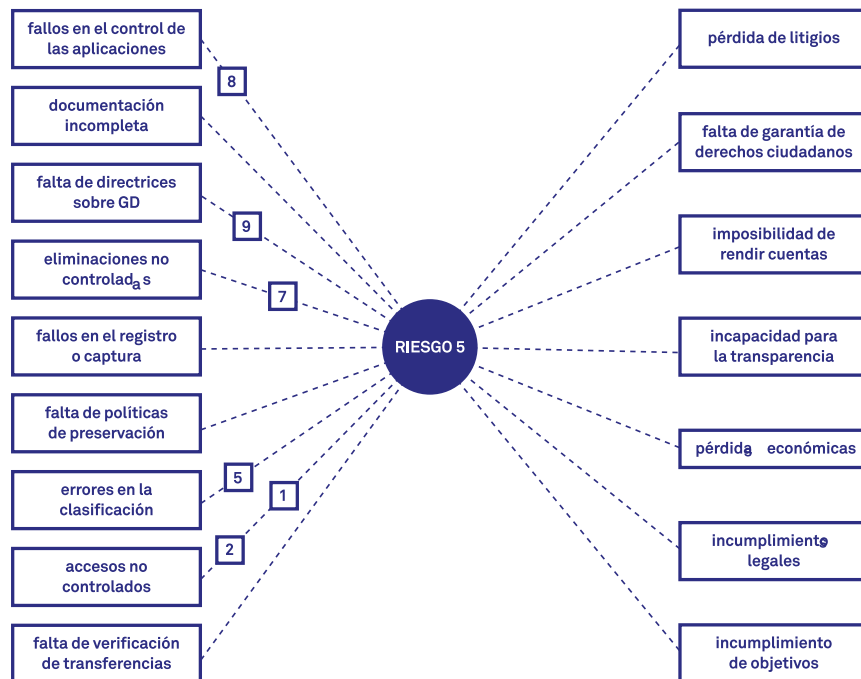 fallos en el control de
las aplicaciones
8
documentación
incompleta
falta de directrices
sobre GD
9
eliminaciones no
controladas
7
fallos en el registro
o captura
falta de políticas
de preservación
errores en la
clasificación
5
1
accesos no
controlados
2
falta de verificación
de transferencias
RIESGO 5
pérdida de litigios
falta de garantía de
derechos ciudadanos
imposibilidad de
rendir cuentas
incapacidad para
la transparencia
pérdidas económicas
incumplimientos
legales
incumplimiento
de objetivos